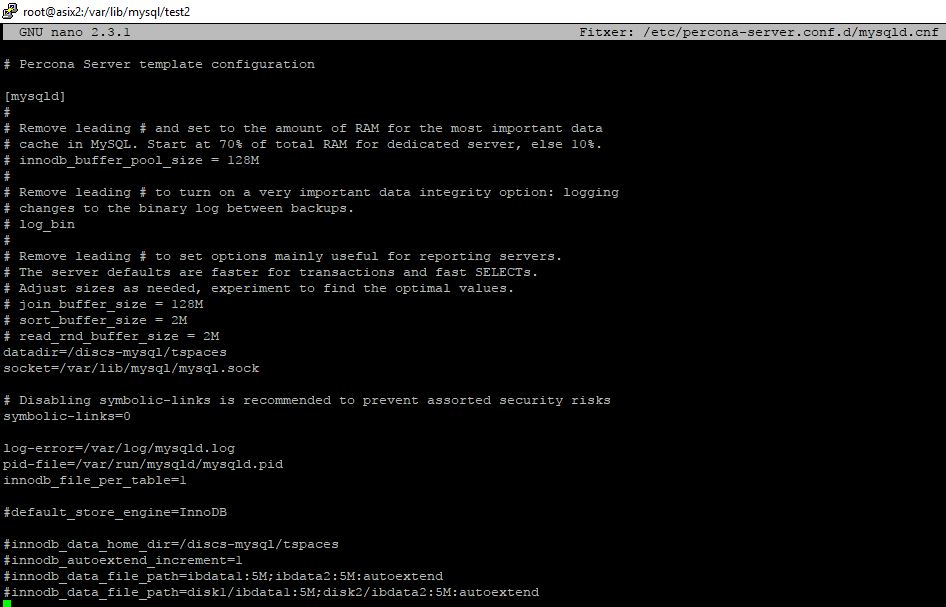 root@asix2:/var/lib/mysql/test2
GNU nano 2.3.1 Fitxer: /etc/percona-server.conf.d/mysqld.cnf
# Percona Server template configuration
[mysqld]
#
# Remove leading # and set to the amount of RAM for the most important data
# cache in MySQL. Start at 70% of total RAM for dedicated server, else 10%.
# innodb_buffer_pool_size = 128M
#
# Remove leading # to turn on a very important data integrity option: logging
# changes to the binary log between backups.
# log_bin
#
# Remove leading # to set options mainly useful for reporting servers.
# The server defaults are faster for transactions and fast SELECTs.
# Adjust sizes as needed, experiment to find the optimal values.
# join_buffer_size = 128M
# sort_buffer_size = 2M
# read_rnd_buffer_size = 2M
datadir=/discs-mysql/tspaces
socket=/var/lib/mysql/mysql.sock
# Disabling symbolic-links is recommended to prevent assorted security risks
symbolic-links=0
log-error=/var/log/mysqld.log
pid-file=/var/run/mysqld/mysqld.pid
innodb_file_per_table=1
#default_store_engine=InnoDB
#innodb_data_home_dir=/discs-mysql/tspaces
#innodb_autoextend_increment=1
#innodb_data_file_path=ibdata1:5M;ibdata2:5M:autoextend
#innodb_data_file_path=disk1/ibdata1:5M;disk2/ibdata2:5M:autoextend